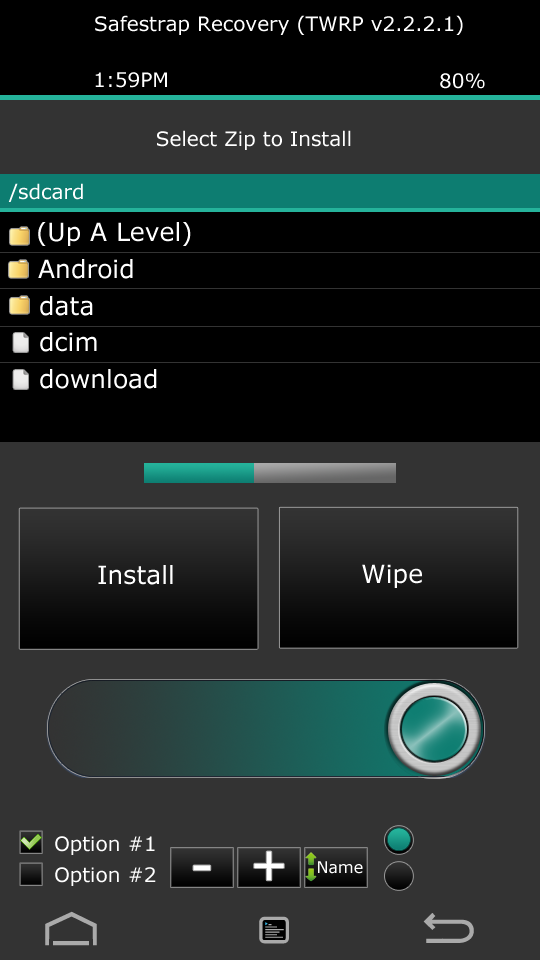 Safestrap Recovery (TWRP v2.2.2.1)
1:59PM 80%
Select Zip to Install
/sdcard
(Up A Level)
Android
data
dcim
download
Install Wipe
Option #1
Option #2
- + Name